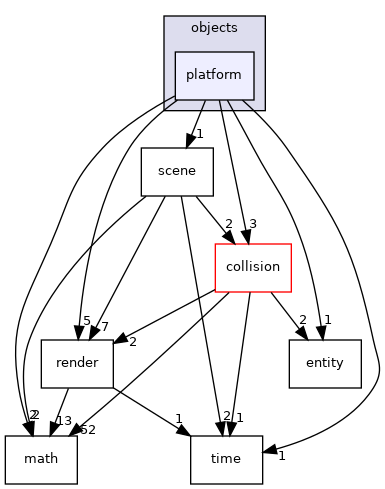 objects
platform
1
scene
2 3
collision
5 7 2 2 1
render entity
2 2 13 52 1 2 1 1
math time